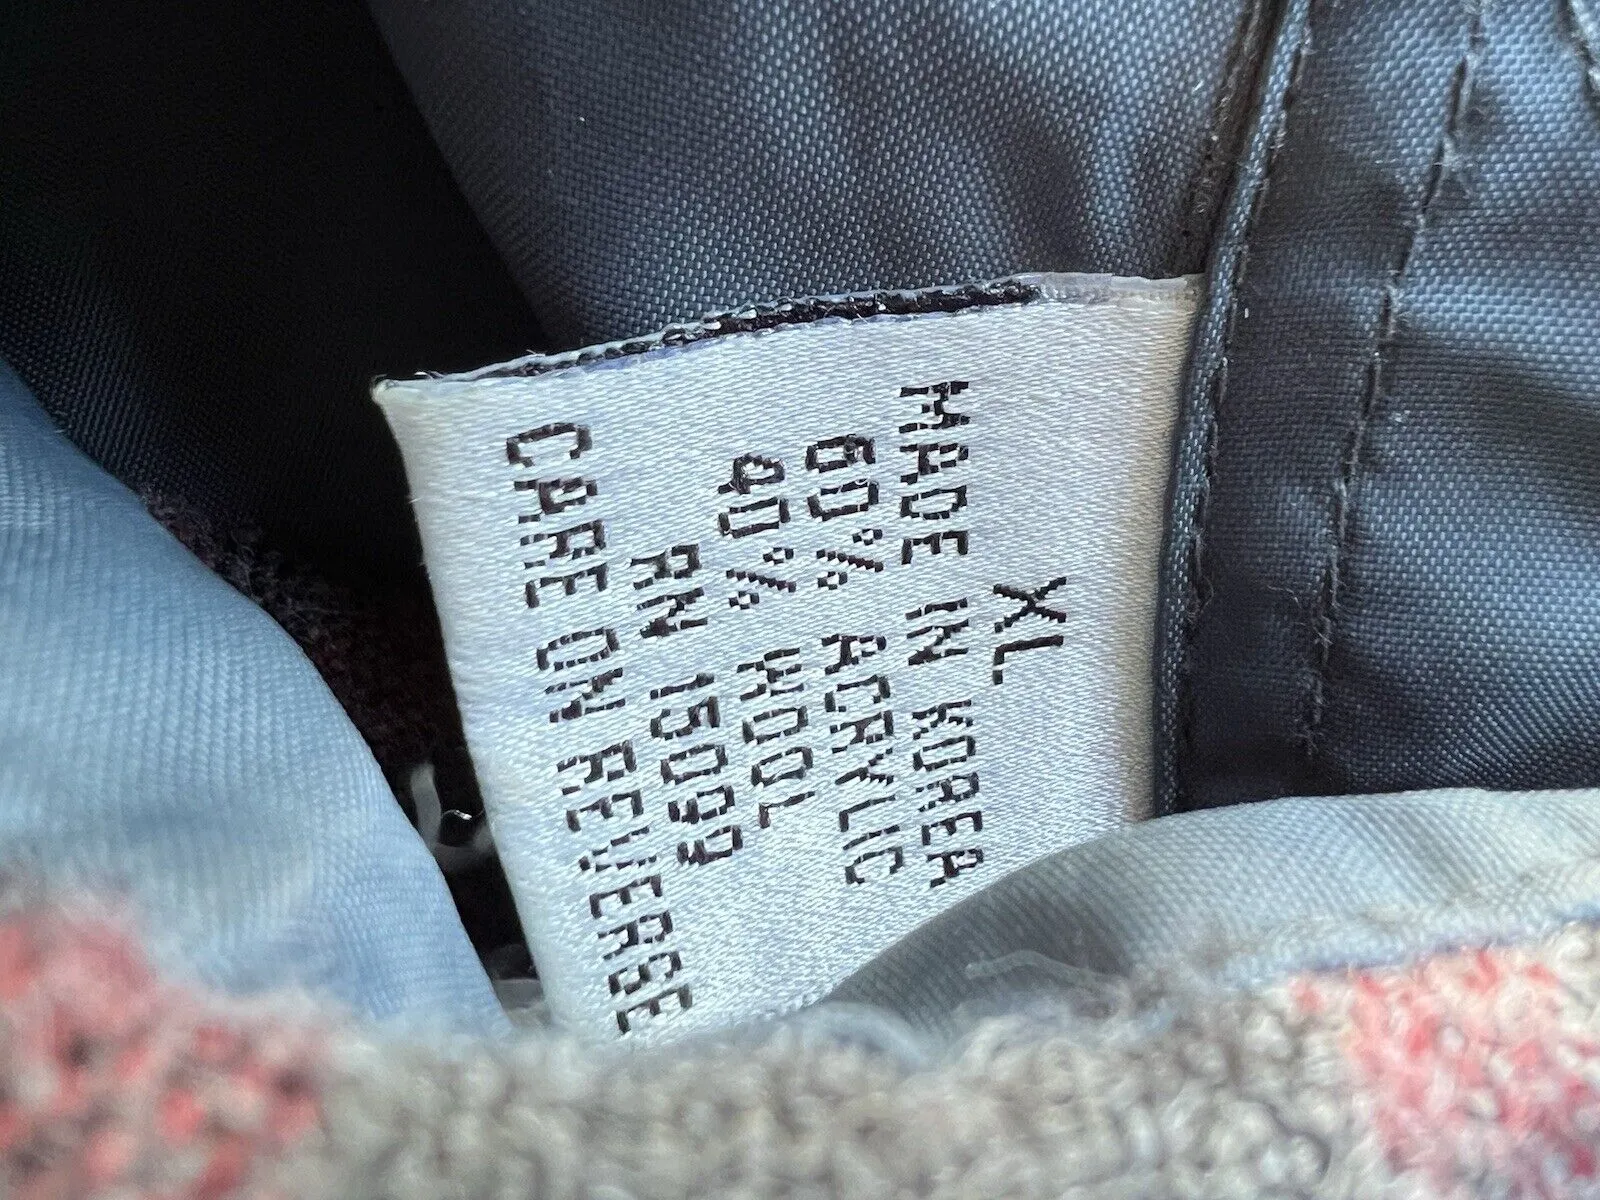 XL
MADE IN KOREA
60% ACRYLIC
40% WOOL
RN 15099
CARE ON REVERSE